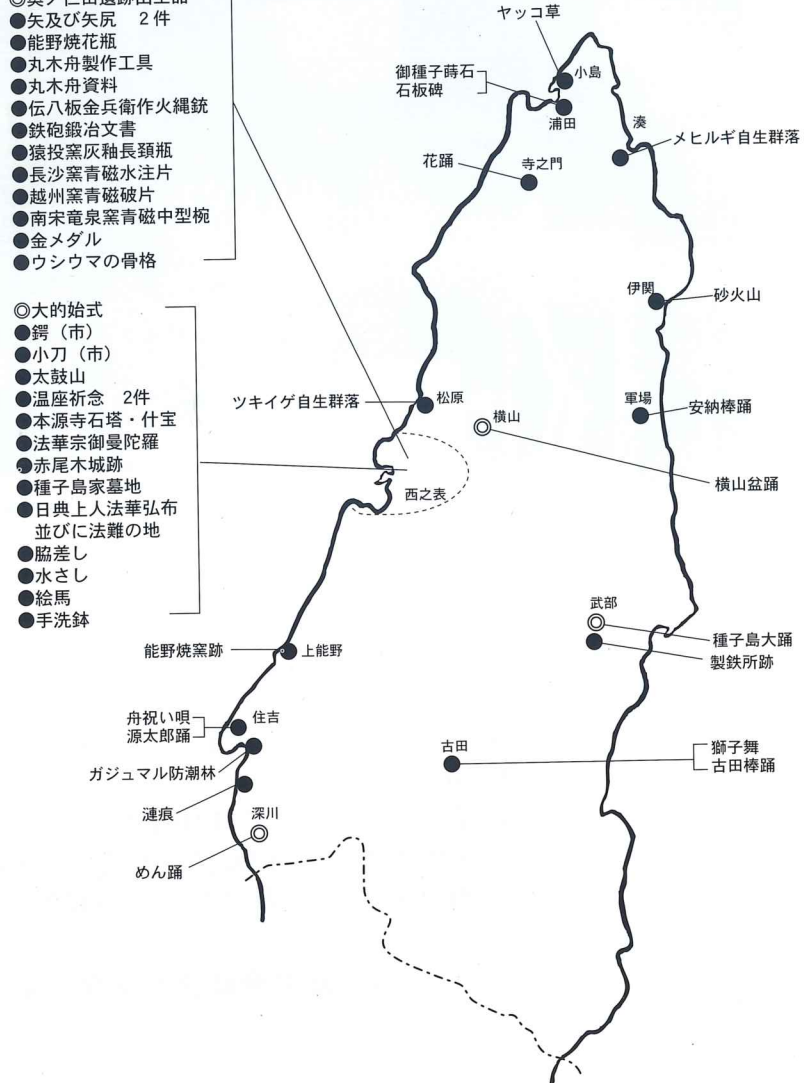 ●矢及び矢尻　2件
●能野焼花瓶
●丸木舟製作工具
●丸木舟資料
●伝八板金兵衛作火縄銃
●鉄砲鍛冶文書
●猿投窯灰釉長頚瓶
●長沙窯青磁水注片
●越州窯青磁破片
●南宋竜泉窯青磁中型椀
●金メダル
●ウシウマの骨格
◎大的始式
●鍔（市）
●小刀（市）
●太鼓山
●温座祈念　2件
●本源寺石塔・什宝
●法華宗御曼陀羅
●赤尾木城跡
●種子島家墓地
●日典上人法華弘布
並びに法難の地
●脇差し
●水さし
●絵馬
●手洗鉢
ヤッコ草
小島
御種子蒔石
石板碑
浦田
湊
メヒルギ自生群落
花踊
寺之門
伊関
砂火山
ツキイゲ自生群落
松原
横山
軍場
安納棒踊
横山盆踊
西之表
武部
種子島大踊
製鉄所跡
能野焼窯跡
上能野
舟祝い唄
源太郎踊
住吉
古田
獅子舞
古田棒踊
ガジュマル防潮林
漣痕
深川
めん踊